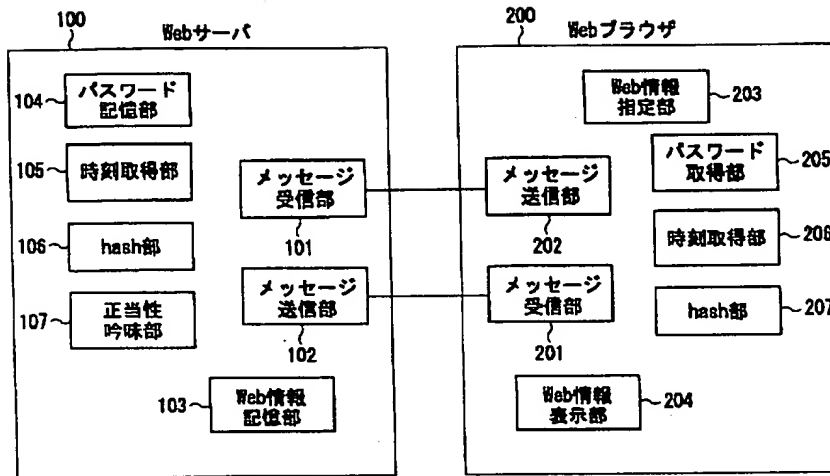 100
Webサーバ
104
パスワード
記憶部
105
時刻取得部
106
hash部
107
正当性
吟味部
メッセージ
受信部
101
メッセージ
送信部
102
103
Web情報
記憶部
200
Webブラウザ
Web情報
指定部
203
パスワード
取得部
205
メッセージ
送信部
202
時刻取得部
206
メッセージ
受信部
201
hash部
207
Web情報
表示部
204